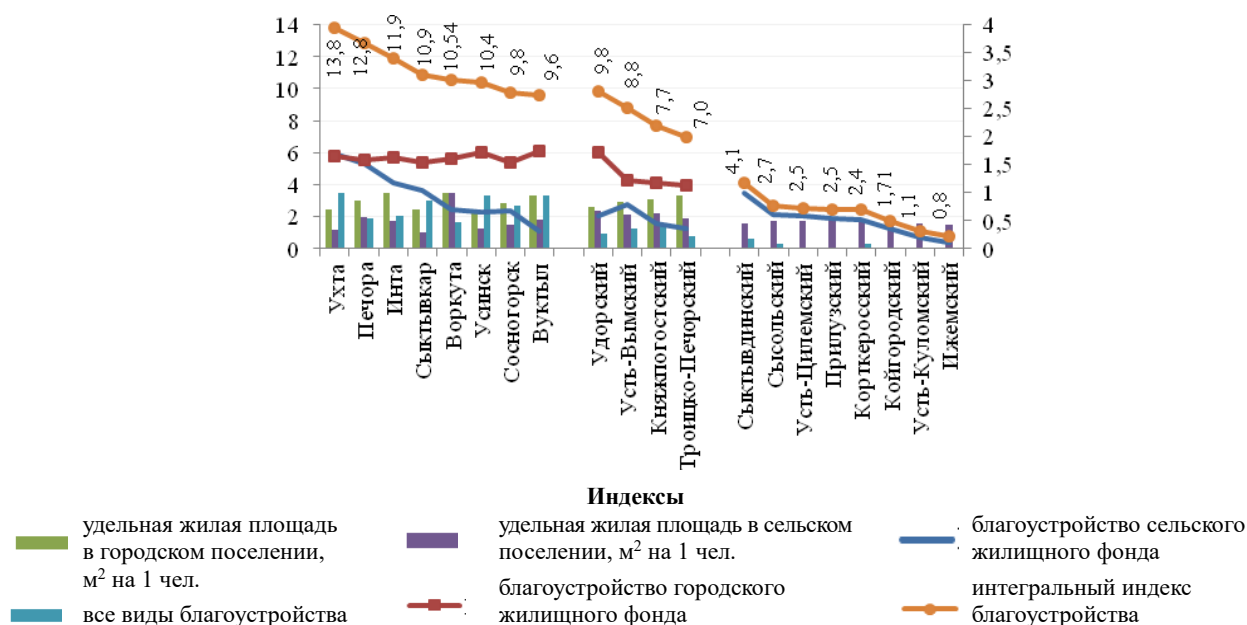 14
12
10
8
6
4
2
0
4
3,5
3
2,5
2
1,5
1
0,5
0
13,8
12,8
11,9
10,9
10,54
10,4
9,8
9,6
9,8
8,8
7,7
7,0
4,1
2,7
2,5
2,5
2,4
1,71
1,1
0,8
Ухта
Печора
Инта
Сыктывкар
Воркута
Усинск
Сосногорск
Вуктыл
Удорский
Усть-Вымский
Княжпогостский
Троицко-Печорский
Сыктывдинский
Сысольский
Усть-Цилемский
Прилузский
Корткеросский
Койгородский
Усть-Куломский
Ижемский
Индексы
удельная жилая площадь
в городском поселении,
м² на 1 чел.
все виды благоустройства
удельная жилая площадь в сельском
поселении, м² на 1 чел.
благоустройство городского
жилищного фонда
благоустройство сельского
жилищного фонда
интегральный индекс
благоустройства